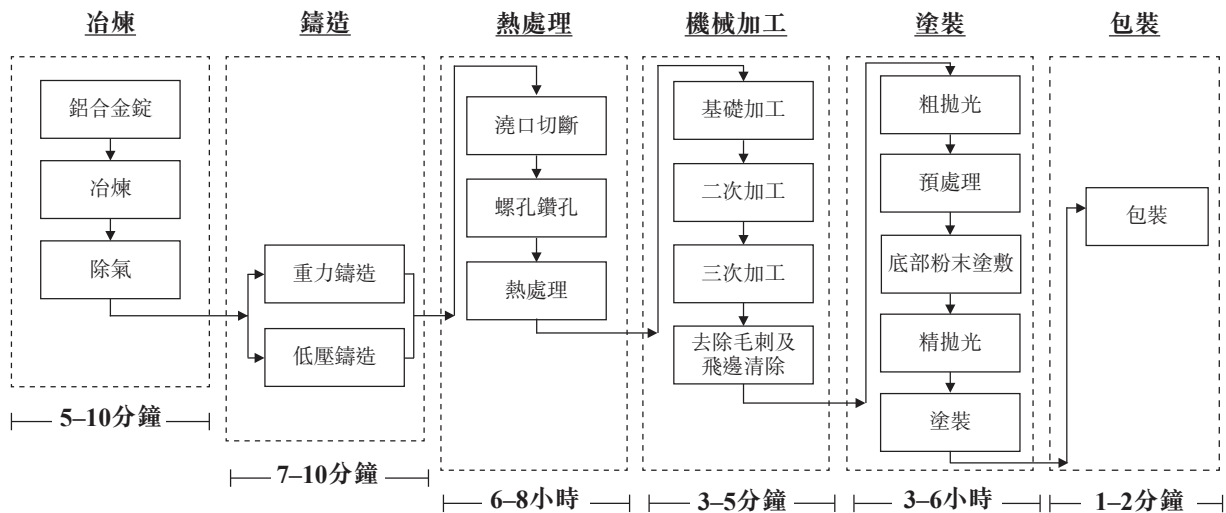 冶煉
鋁合金錠
冶煉
除氣
5–10分鐘
鑄造
重力鑄造
低壓鑄造
7–10分鐘
熱處理
澆口切斷
螺孔鑽孔
熱處理
6–8小時
機械加工
基礎加工
二次加工
三次加工
去除毛刺及
飛邊清除
3–5分鐘
塗裝
粗拋光
預處理
底部粉末塗敷
精拋光
塗裝
3–6小時
包裝
包裝
1–2分鐘